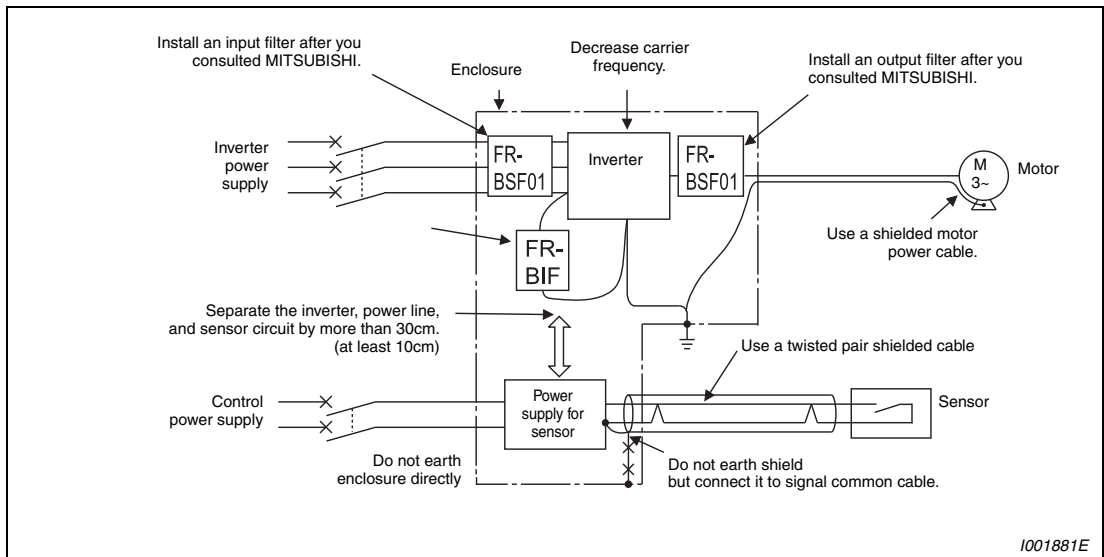 Install an input filter after you
consulted MITSUBISHI.
Enclosure
Decrease carrier
frequency.
Install an output filter after you
consulted MITSUBISHI.
Inverter
power
supply
FR-
BSF01
Inverter
FR-
BSF01
M
3~
Motor
FR-
BIF
Use a shielded motor
power cable.
Separate the inverter, power line,
and sensor circuit by more than 30cm.
(at least 10cm)
Use a twisted pair shielded cable
Control
power supply
Power
supply for
sensor
Sensor
Do not earth
enclosure directly
Do not earth shield
but connect it to signal common cable.
I001881E